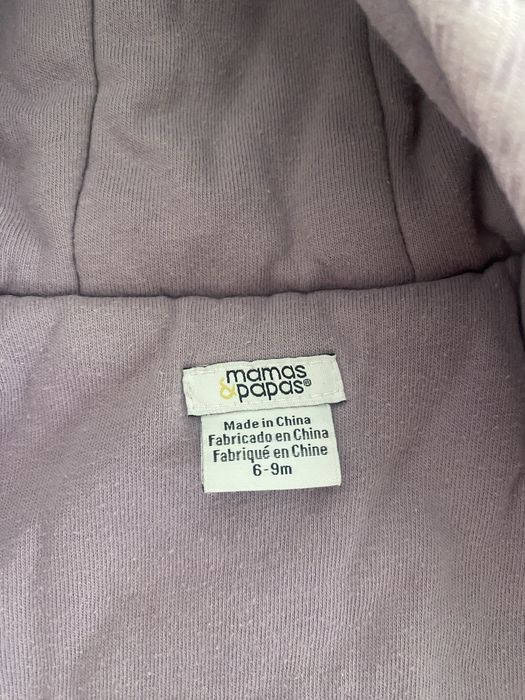 mamas
&papas®
Made in China
Fabricado en China
Fabriqué en Chine
6-9m